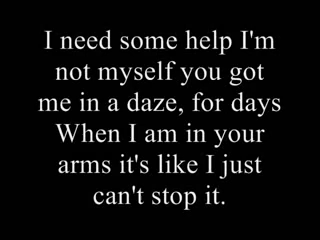 I need some help I'm
not myself you got
me in a daze, for days
When I am in your
arms it's like I just
can't stop it.